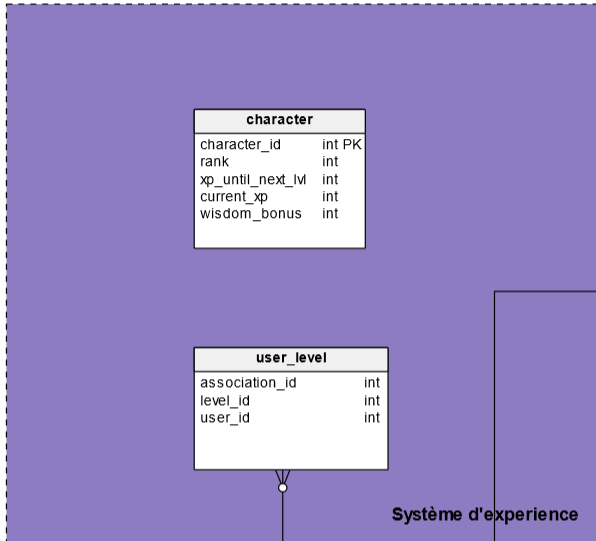 character
character_id int PK
rank int
xp_until_next_lvl int
current_xp int
wisdom_bonus int
user_level
association_id int
level_id int
user_id int
Système d'experience